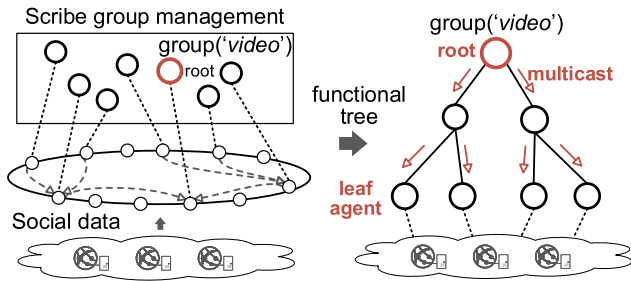 Scribe group management
group('video')
root
Social data
functional
tree
group('video')
root
multicast
leaf
agent